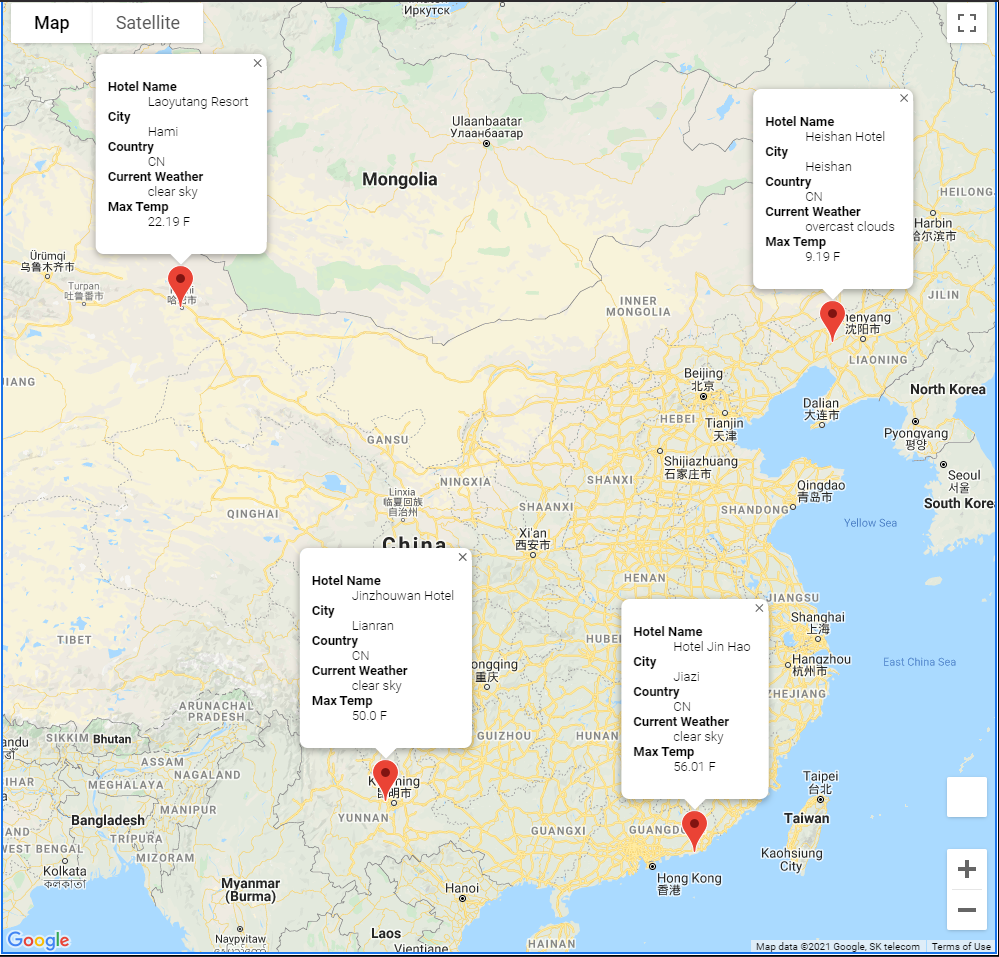 Map
Satellite
Иркутск
×
Hotel Name
Laoyutang Resort
City
Hami
Country
CN
Current Weather
clear sky
Max Temp
22.19 F
×
Hotel Name
Heishan Hotel
City
Heishan
Country
CN
Current Weather
overcast clouds
Max Temp
9.19 F
Ulaanbaatar
Улаанбаатар
Mongolia
HEILONG
Harbin
哈尔滨市
Ürümqi
乌鲁木齐市
Turpan
吐鲁番市
哈密市
INNER
MONGOLIA
JILIN
henyang
沈阳市
LIAONING
JIANG
Beijing
北京
North Korea
Dalian
大连市
HEBEI
Tianjin
天津
Pyongyang
평양
GANSU
Shijiazhuang
石家庄市
Seoul
서울
South Kore
NINGXIA
SHANXI
Linxia
临夏回族
自治州
Qingdao
青岛市
QINGHAI
SHAANXI
SHANDONG
Yellow Sea
Xi'an
西安市
China
HENAN
JIANGSU
×
Hotel Name
Jinzhouwan Hotel
City
Lianran
Country
CN
Current Weather
clear sky
Max Temp
50.0 F
×
Hotel Name
Hotel Jin Hao
City
Jiazi
Country
CN
Current Weather
clear sky
Max Temp
56.01 F
Shanghai
上海
TIBET
HUBE
Hangzhou
杭州市
East China Sea
ongqing
重庆
ZHEJIANG
ARUNACHAL
PRADESH
andu
SIKKIM
Bhutan
GUIZHOU
HUNAN
ASSAM
NAGALAND
IHAR
MEGHALAYA
K
ming
明市
Taipei
台北
MANIPUR
YUNNAN
Bangladesh
Taiwan
AND
TRIPURA
GUANGXI
GUANGDO
WEST BENGAL
MIZORAM
Kaohsiung
City
Kolkata
কলকাতা
Hong Kong
香港
Myanmar
(Burma)
Hanoi
Laos
Naypyitaw
Vientiane
HAINAN
Google
Map data ©2021 Google, SK telecom
Terms of Use